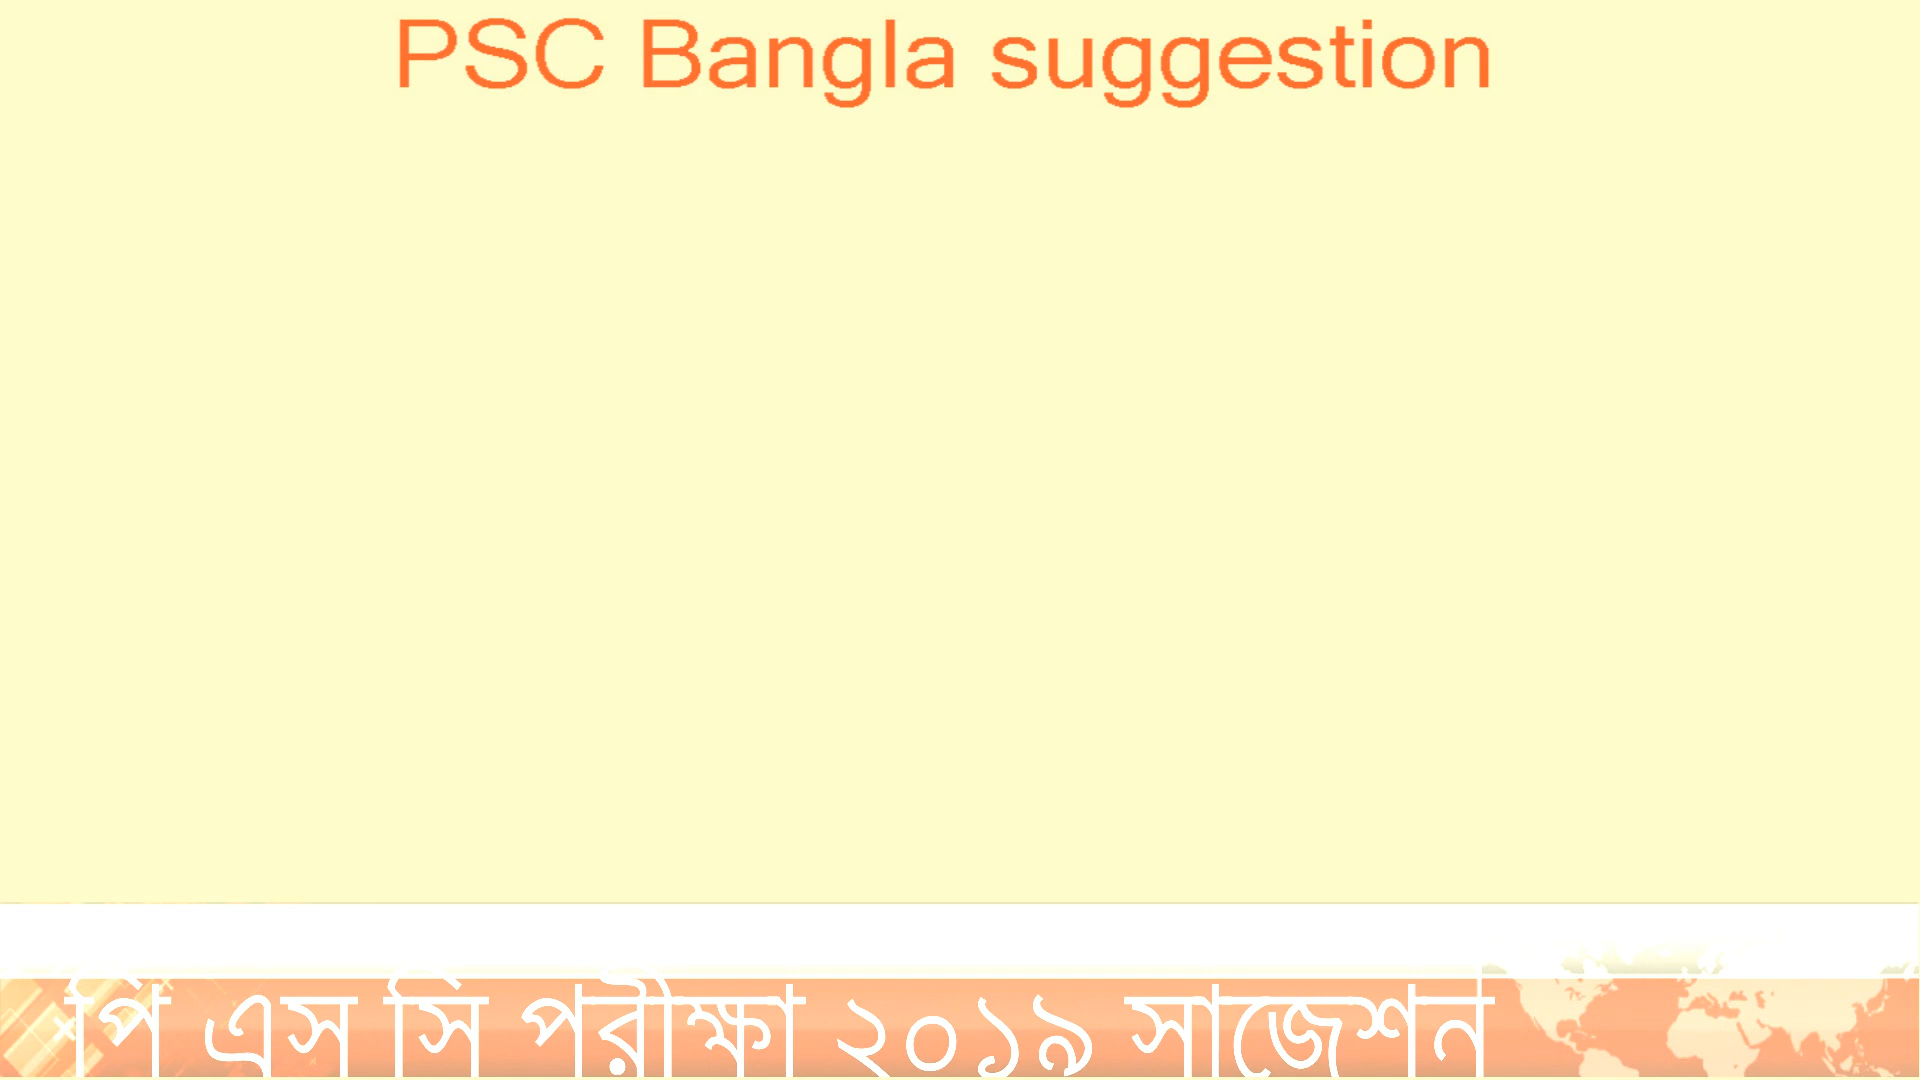 PSC Bangla suggestion
পি এস সি পরীক্ষা ২০১৯ সাজেশন